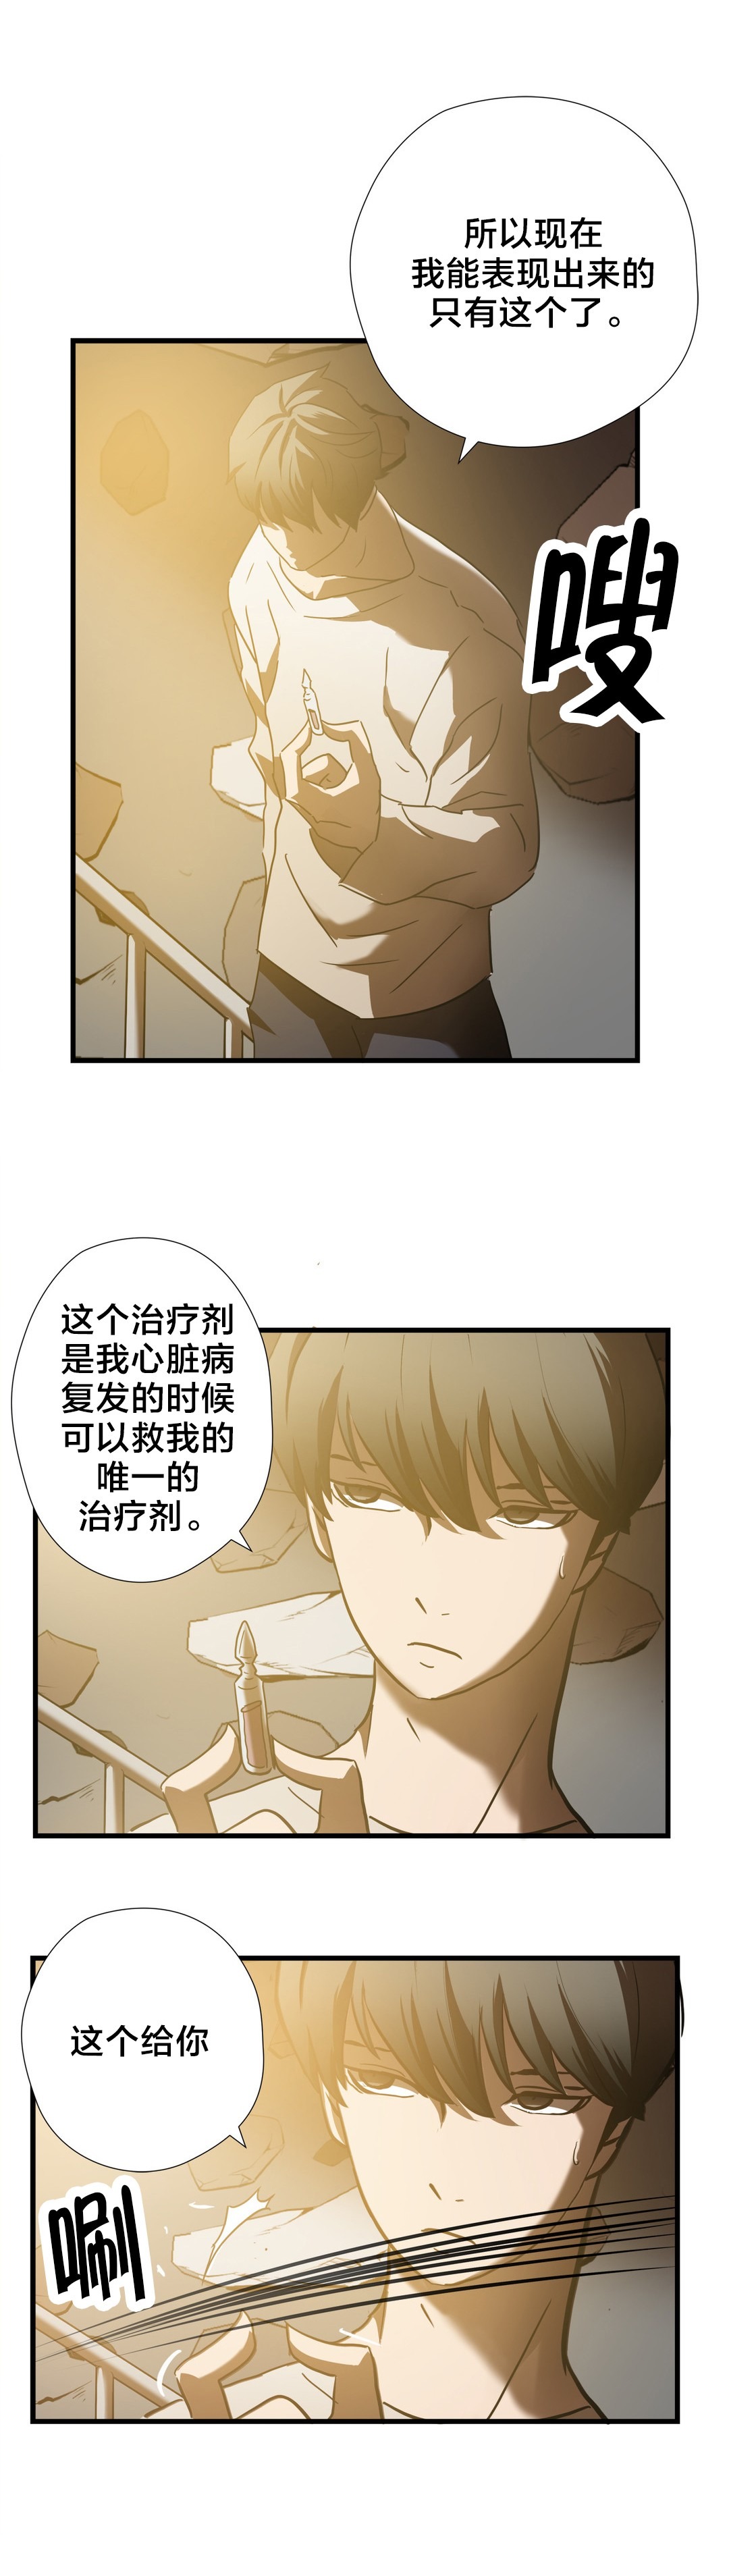 所以现在
我能表现出来的
只有这个了。
嗖
这个治疗剂
是我心脏病
复发的时候
可以救我的
唯一的
治疗剂。
这个给你
唰